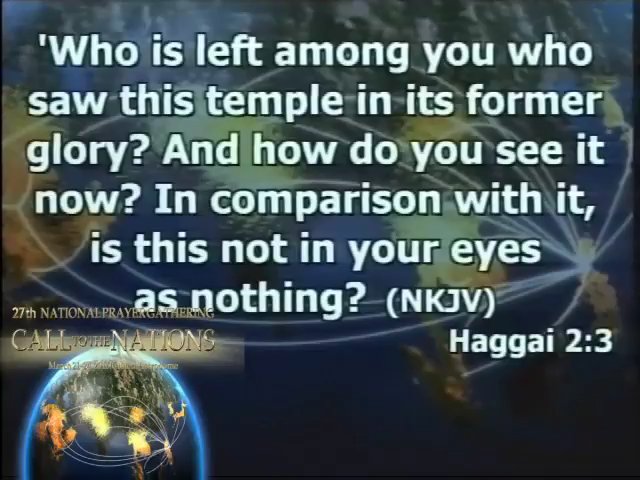 'Who is left among you who
saw this temple in its former
glory? And how do you see it
now? In comparison with it,
is this not in your eyes
as nothing? (NKJV)
Haggai 2:3
27th NATIONAL PRAYER GATHERING
CALL TO THE NATIONS
March